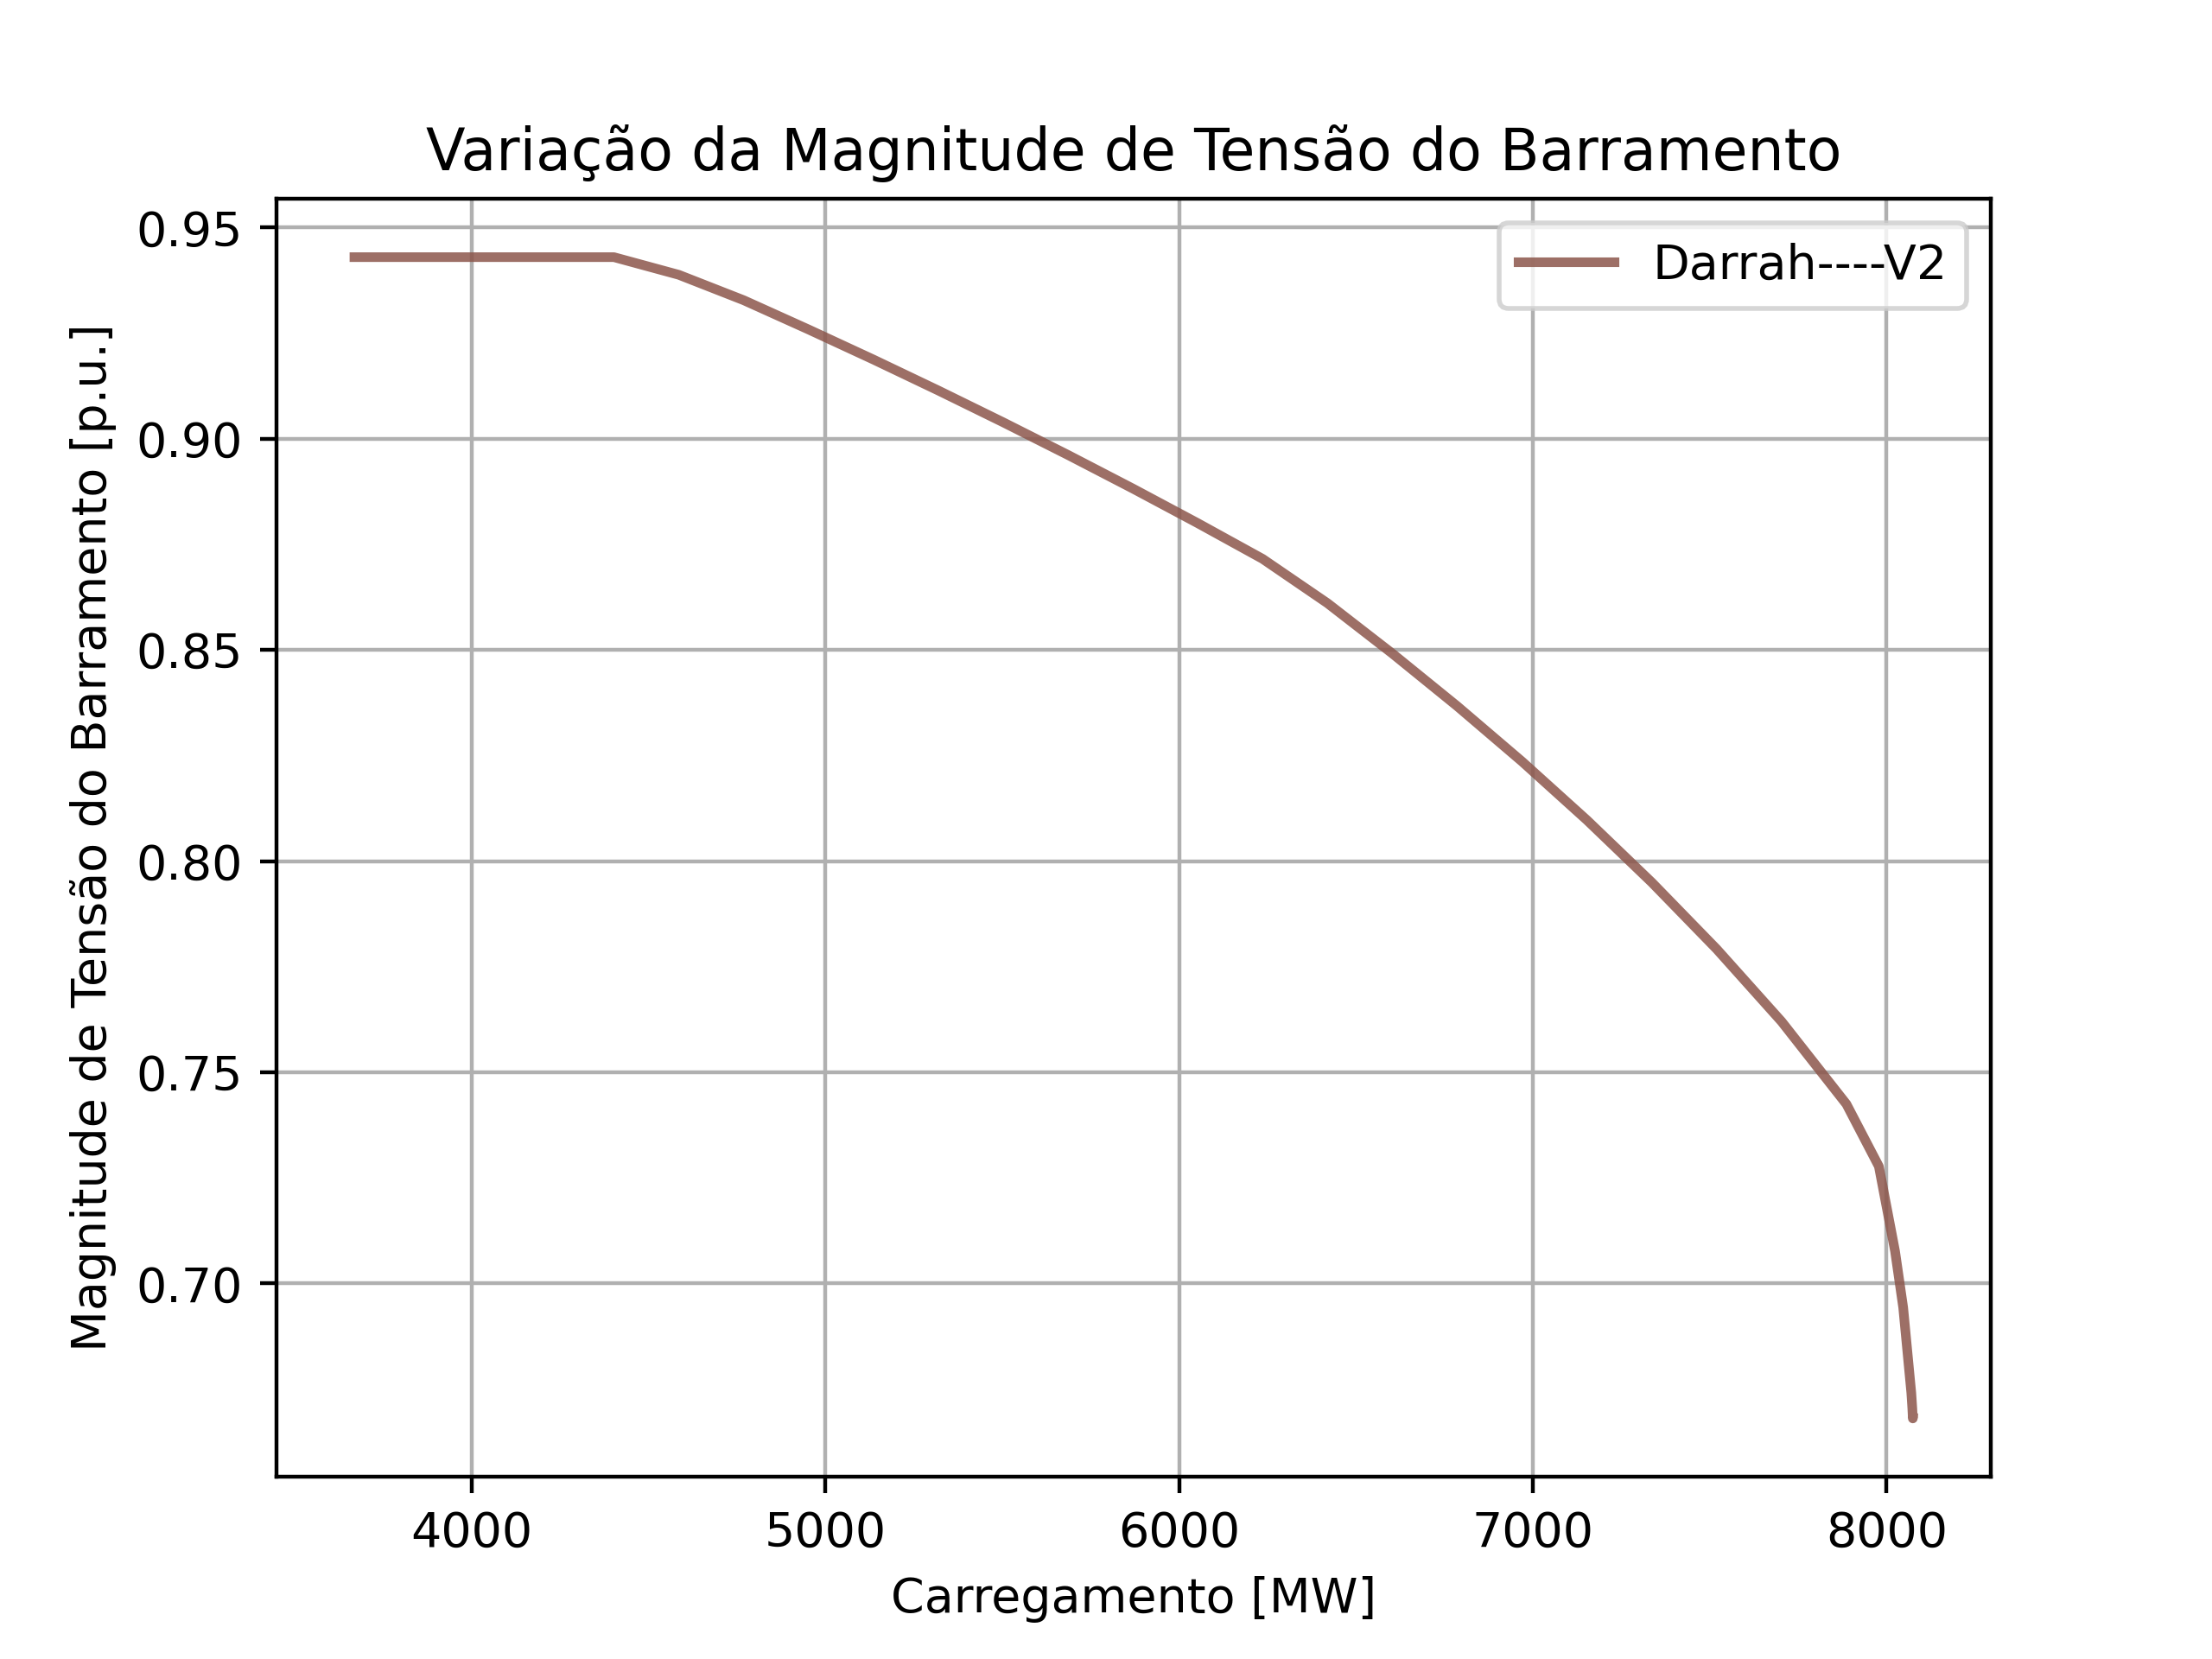 Variação da Magnitude de Tensão do Barramento
Darrah----V2
Magnitude de Tensão do Barramento [p.u.]
0.95
0.90
0.85
0.80
0.75
0.70
4000 5000 6000 7000 8000
Carregamento [MW]